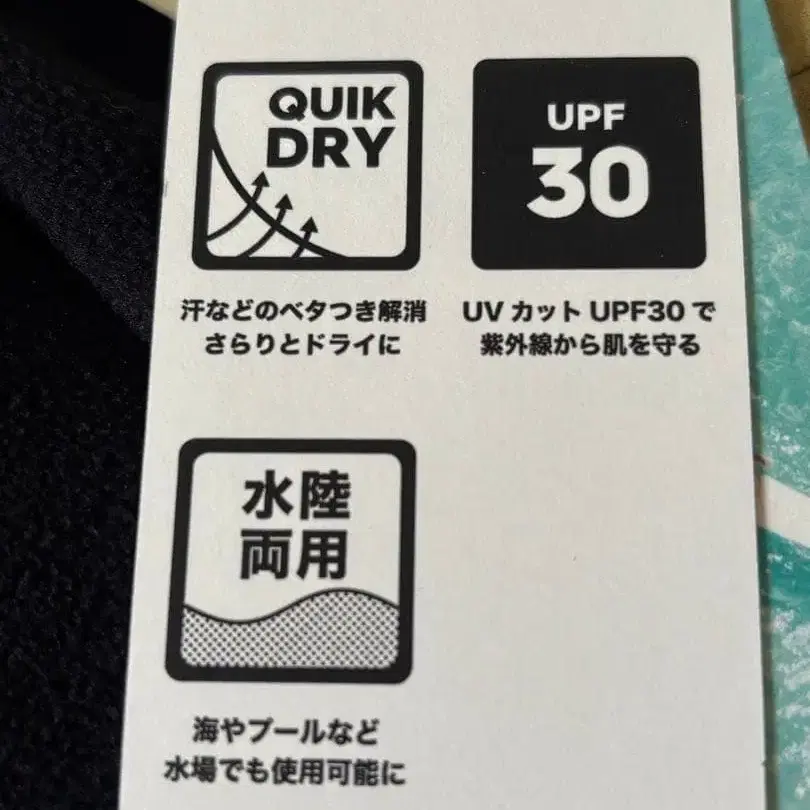 QUIK
DRY
汗などのベタつき解消
さらりとドライに
UPF
30
UV カット UPF30 で
紫外線から肌を守る
水陸
両用
海やプールなど
水場でも使用可能に